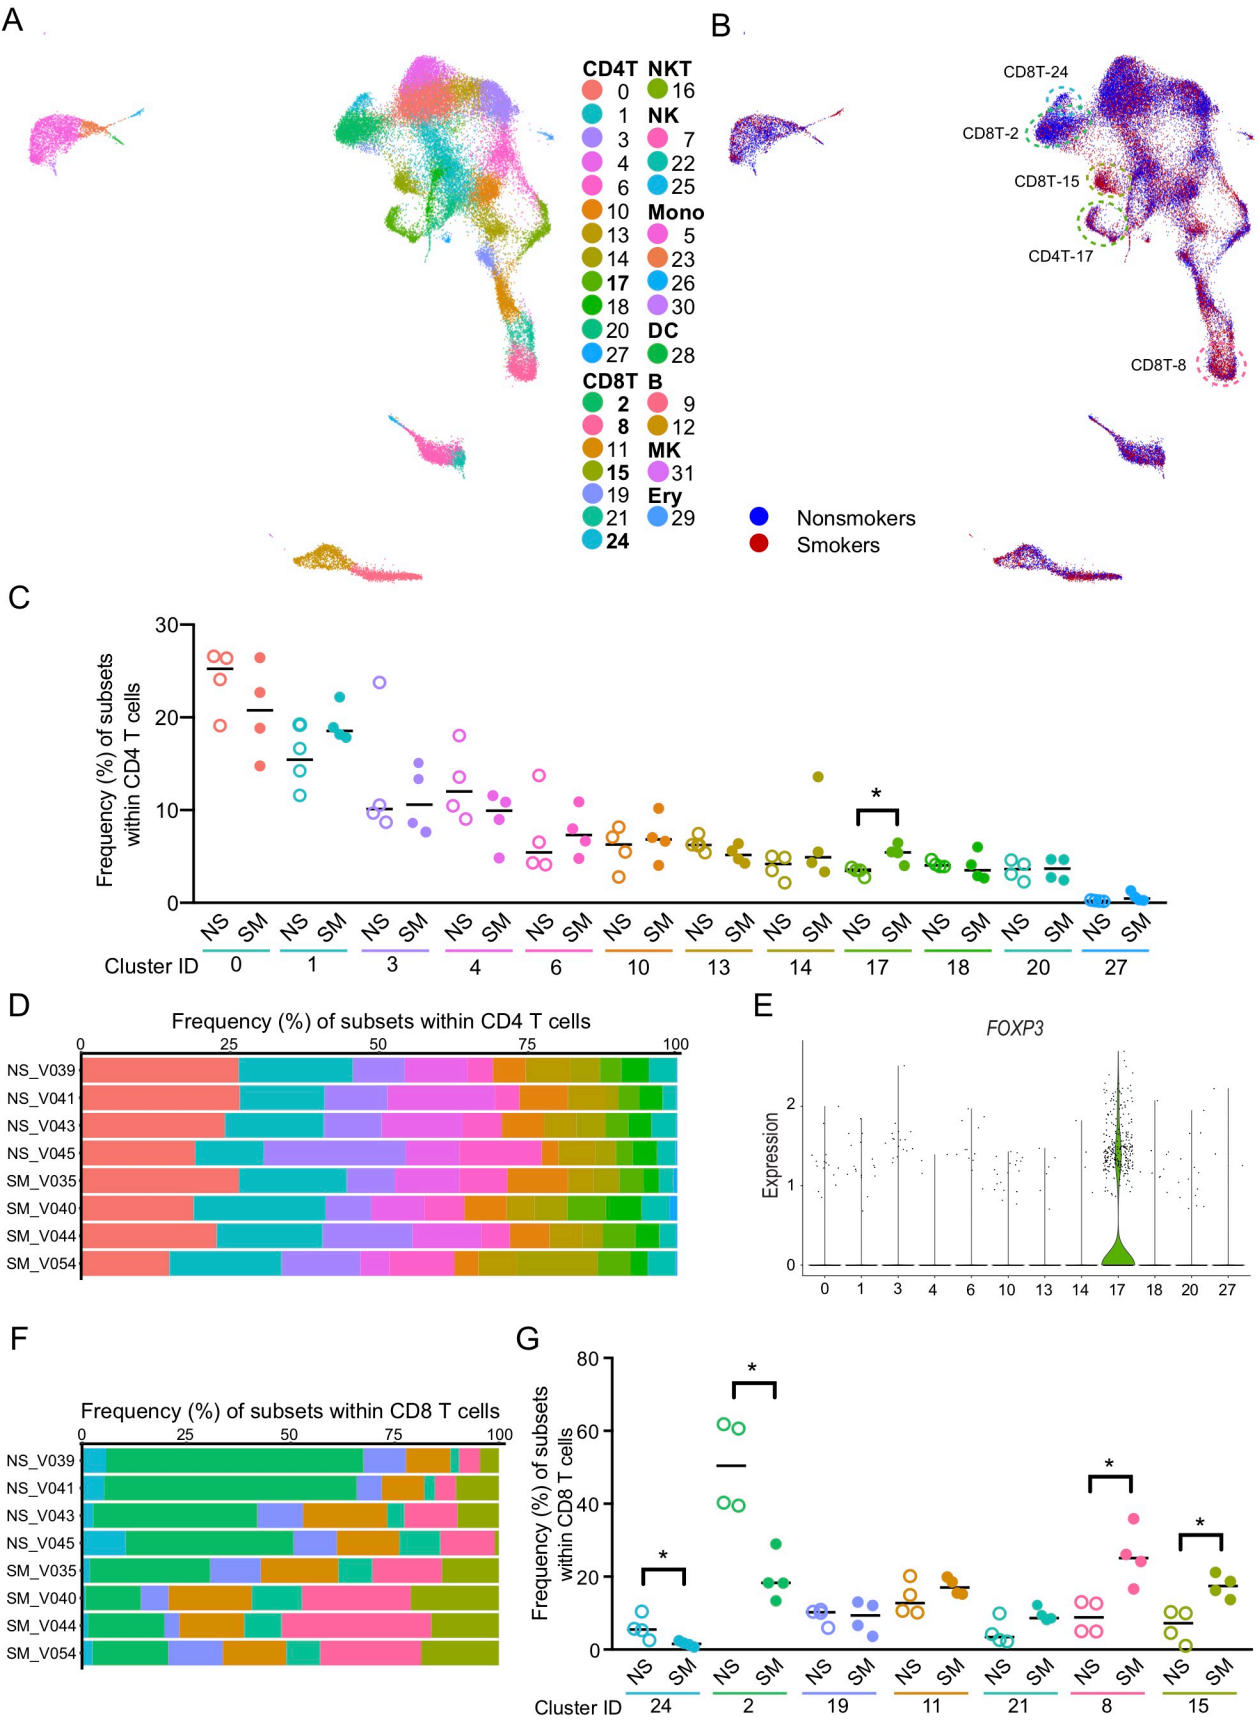 A
CD4T NKT
0 16
1 NK
3 7
4 22
6 25
10 Mono
13 5
14 23
17 26
18 30
20 DC
27 28
CD8T B
2 9
8 12
11 MK
15 31
19 Ery
21 29
24
B
CD8T-24
CD8T-2
CD8T-15
CD4T-17
CD8T-8
Nonsmokers
Smokers
C
Frequency (%) of subsets
within CD4 T cells
30
20
10
0
NS SM NS SM NS SM NS SM NS SM NS SM NS SM NS SM NS SM NS SM NS SM NS SM
*
Cluster ID 0 1 3 4 6 10 13 14 17 18 20 27
D
Frequency (%) of subsets within CD4 T cells
0 25 50 75 100
NS_V039
NS_V041
NS_V043
NS_V045
SM_V035
SM_V040
SM_V044
SM_V054
E
FOXP3
Expression
2
1
0
0 1 3 4 6 10 13 14 17 18 20 27
F
Frequency (%) of subsets within CD8 T cells
0 25 50 75 100
NS_V039
NS_V041
NS_V043
NS_V045
SM_V035
SM_V040
SM_V044
SM_V054
G
Frequency (%) of subsets
within CD8 T cells
80
60
40
20
0
* * * *
NS SM NS SM NS SM NS SM NS SM NS SM NS SM
Cluster ID 24 2 19 11 21 8 15